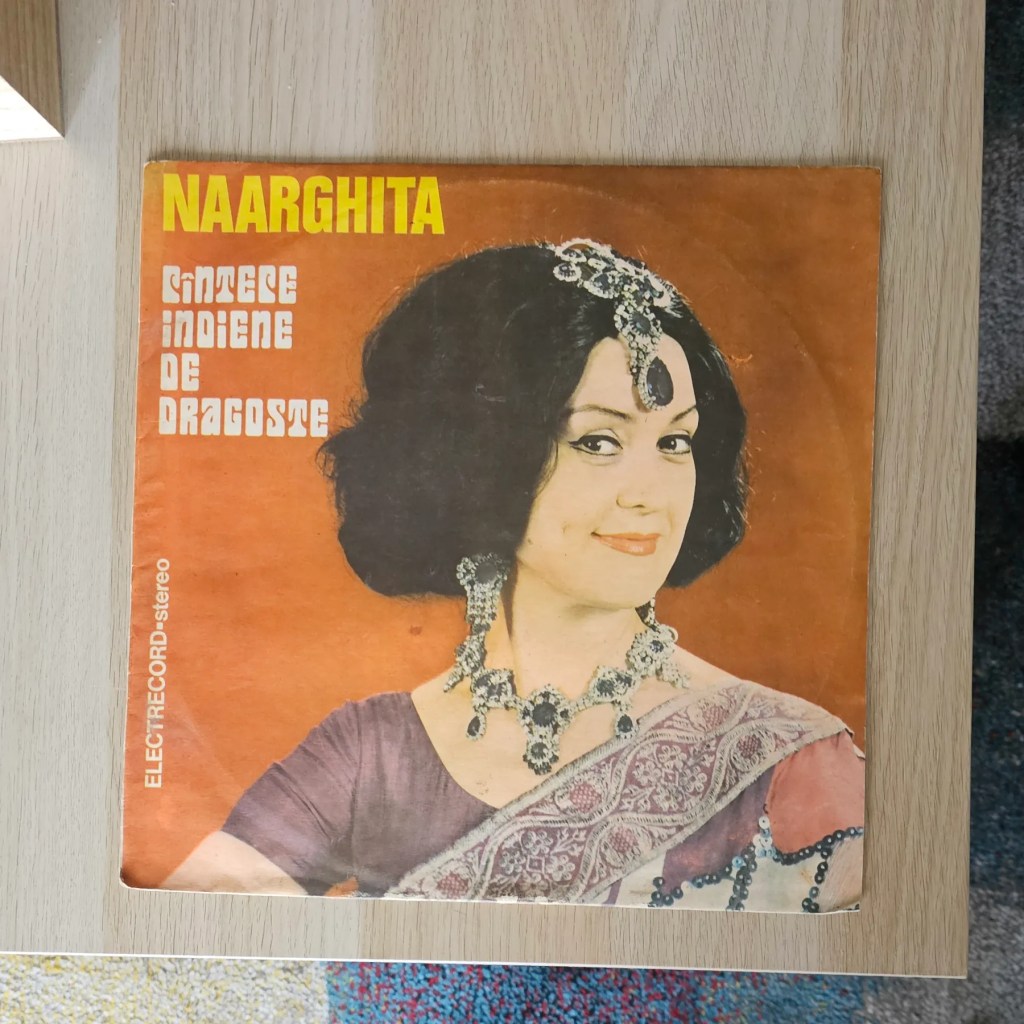 NAARGHITA
cîntece
indiene
de
dragoste
ELECTRECORD-stereo